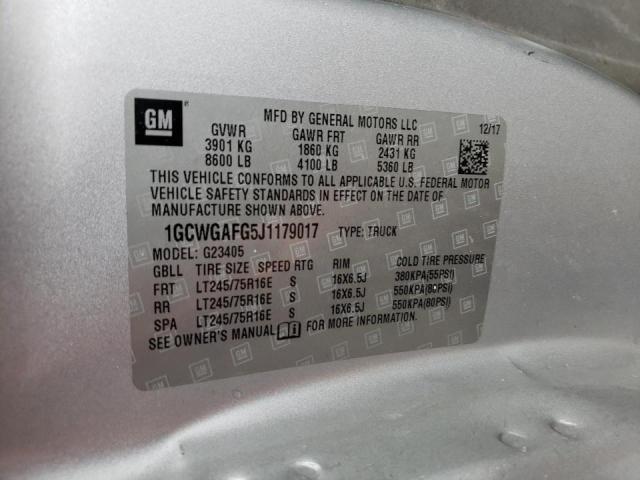 GM
MFD BY GENERAL MOTORS LLC 12/17
GVWR GAWR FRT GAWR RR
3901 KG 1860 KG 2431 KG
8600 LB 4100 LB 5360 LB
THIS VEHICLE CONFORMS TO ALL APPLICABLE U.S. FEDERAL MOTOR
VEHICLE SAFETY STANDARDS IN EFFECT ON THE DATE OF
MANUFACTURE SHOWN ABOVE.
1GCWGAFG5J1179017 TYPE: TRUCK
MODEL: G23405
GBLL TIRE SIZE SPEED RTG RIM COLD TIRE PRESSURE
FRT LT245/75R16E S 16X6.5J 380KPA(55PSI)
RR LT245/75R16E S 16X6.5J 550KPA(80PSI)
SPA LT245/75R16E S 16X6.5J 550KPA(80PSI)
SEE OWNER'S MANUAL FOR MORE INFORMATION.